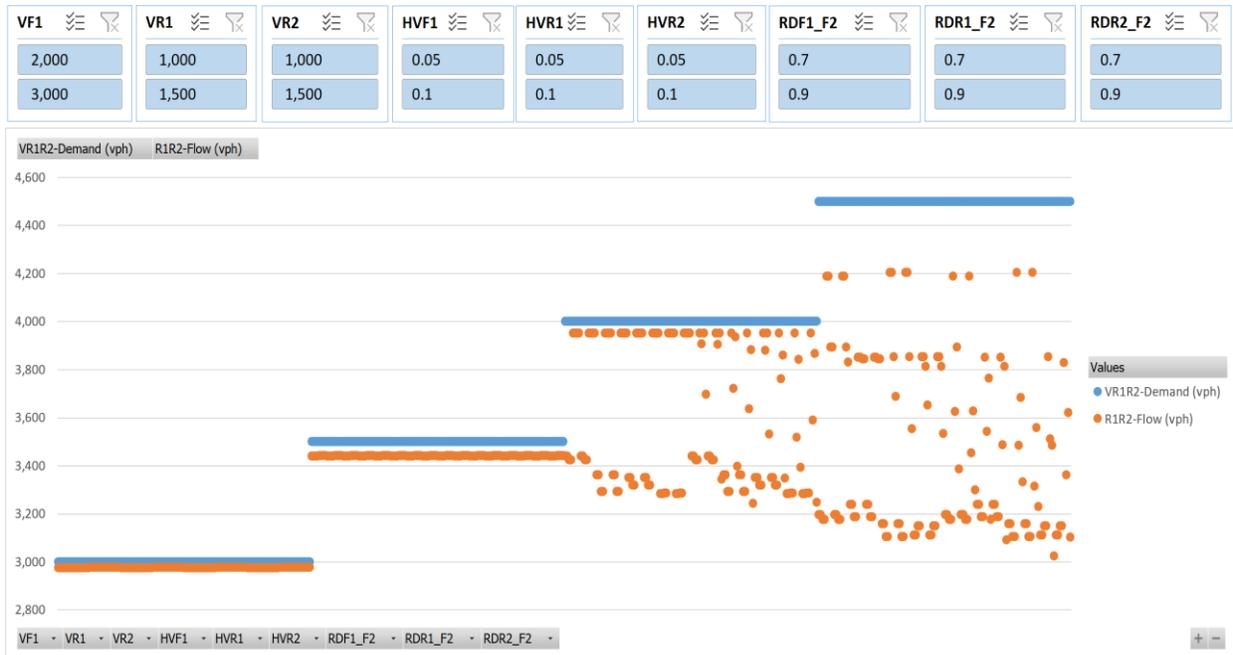 VF1 VR1 VR2 HVF1 HVR1 HVR2 RDF1_F2 RDR1_F2 RDR2_F2
2,000 1,000 1,000 0.05 0.05 0.05 0.7 0.7 0.7
3,000 1,500 1,500 0.1 0.1 0.1 0.9 0.9 0.9
VR1R2-Demand (vph) R1R2-Flow (vph)
4,600
4,400
4,200
4,000
3,800
3,600
3,400
3,200
3,000
2,800
Values
VR1R2-Demand (vph)
R1R2-Flow (vph)
VF1 VR1 VR2 HVF1 HVR1 HVR2 RDF1_F2 RDR1_F2 RDR2_F2
+ −